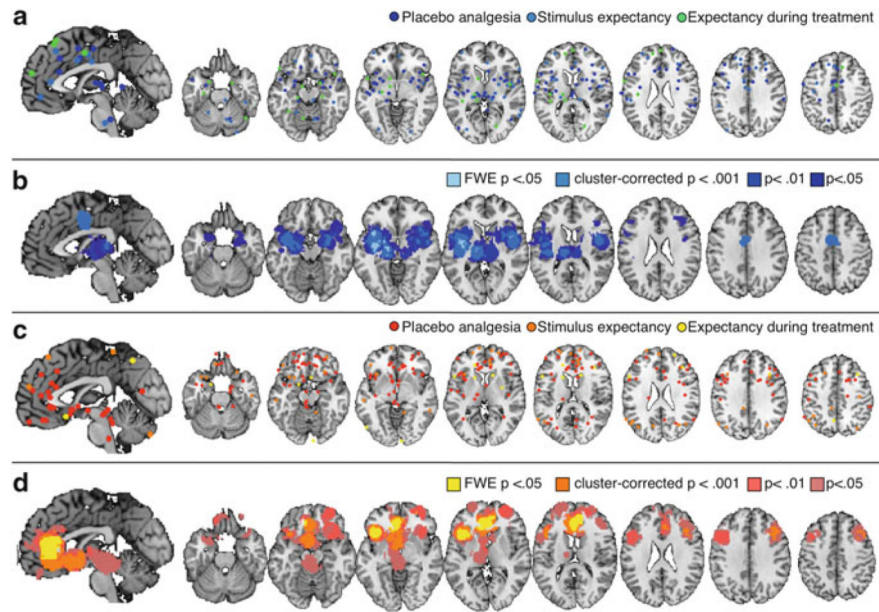 a
Placebo analgesia Stimulus expectancy Expectancy during treatment
b
FWE p <.05 cluster-corrected p < .001 p < .01 p<.05
c
Placebo analgesia Stimulus expectancy Expectancy during treatment
d
FWE p <.05 cluster-corrected p < .001 p< .01 p<.05